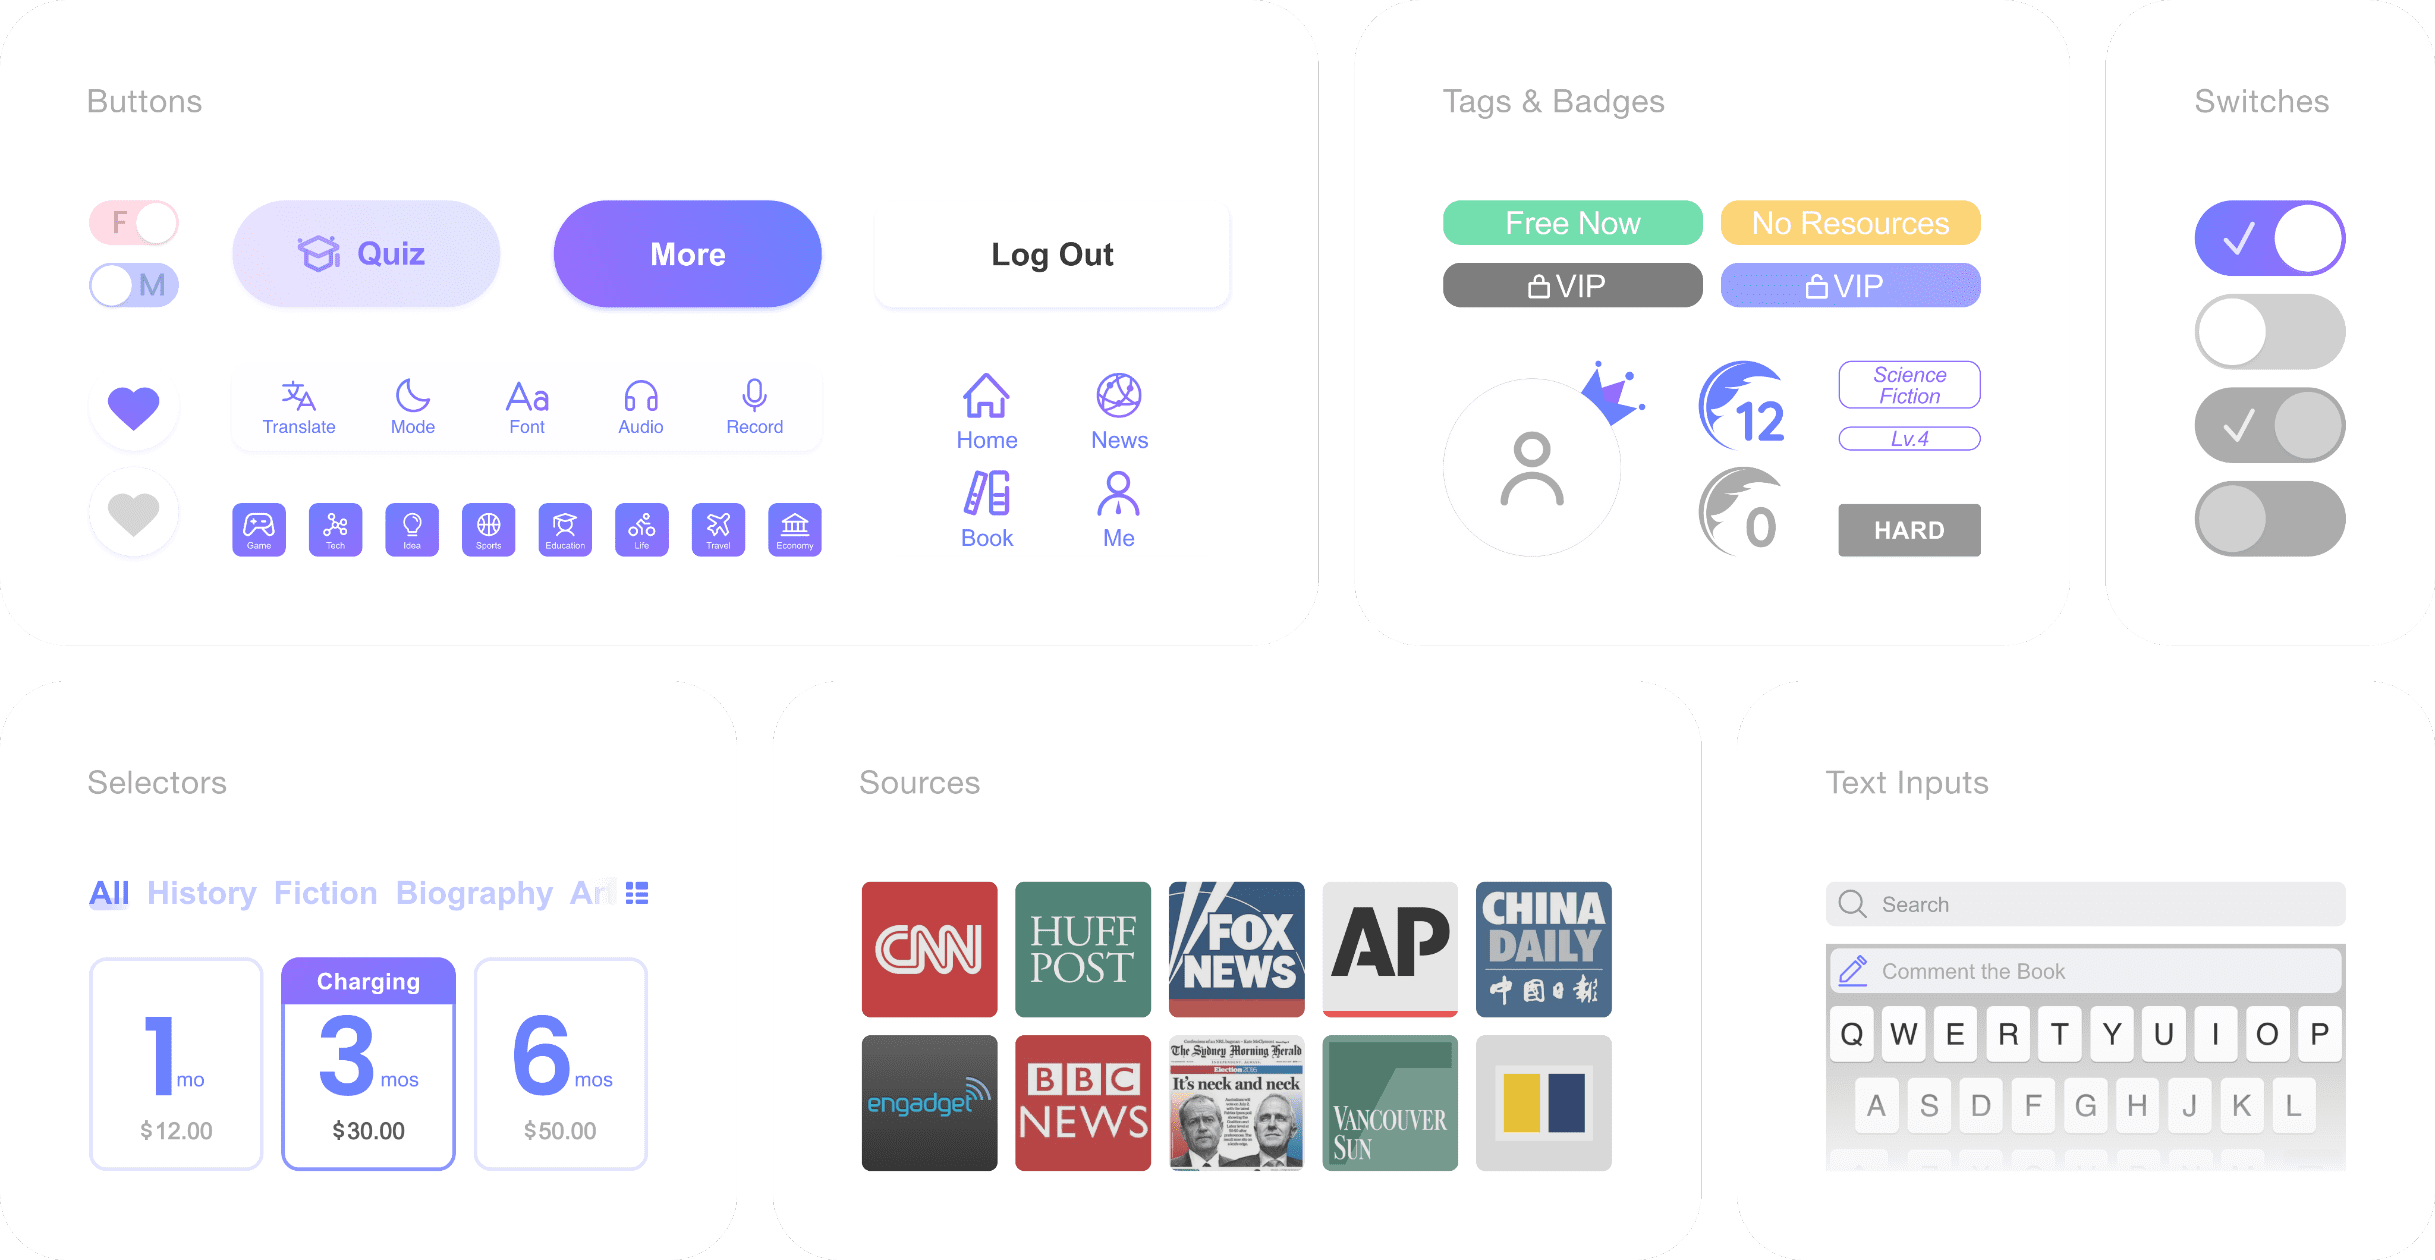 Buttons
F
M
Quiz
More
Log Out
Translate
Mode
Font
Audio
Record
Game
Tech
Idea
Sports
Education
Life
Travel
Economy
Home
News
Book
Me
Tags & Badges
Free Now
No Resources
VIP
VIP
12
0
Science
Fiction
Lv.4
HARD
Switches
Selectors
All History Fiction Biography Art
1 mo
$12.00
Charging
3 mos
$30.00
6 mos
$50.00
Sources
CNN
HUFF
POST
FOX
NEWS
AP
CHINA
DAILY
中國日報
engadget
BBC
NEWS
The Sydney Morning Herald
Election 2016
It's neck and neck
VANCOUVER
SUN
Text Inputs
Search
Comment the Book
Q W E R T Y U I O P
A S D F G H J K L